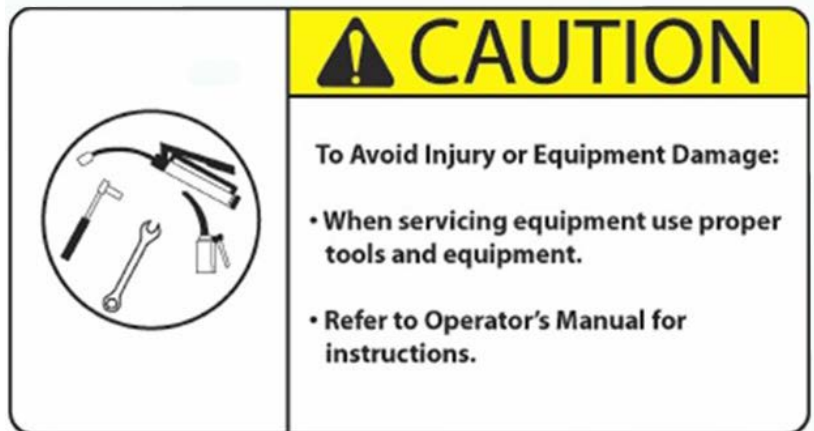 CAUTION
To Avoid Injury or Equipment Damage:
• When servicing equipment use proper
tools and equipment.
• Refer to Operator’s Manual for
instructions.